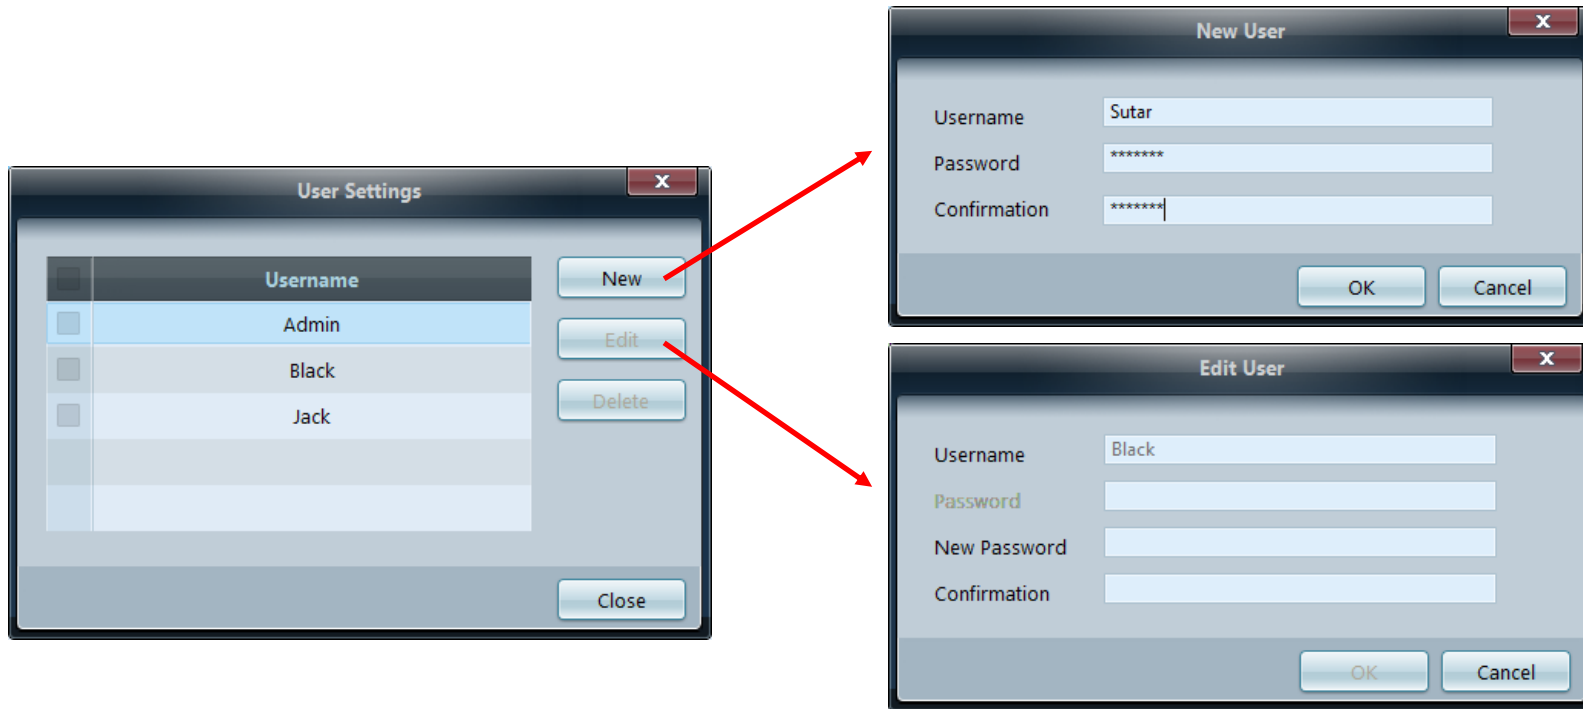 User Settings
x
Username
Admin
Black
Jack
New
Edit
Delete
Close
New User
x
Username Sutar
Password *******
Confirmation *******
OK Cancel
Edit User
x
Username Black
Password
New Password
Confirmation
OK Cancel